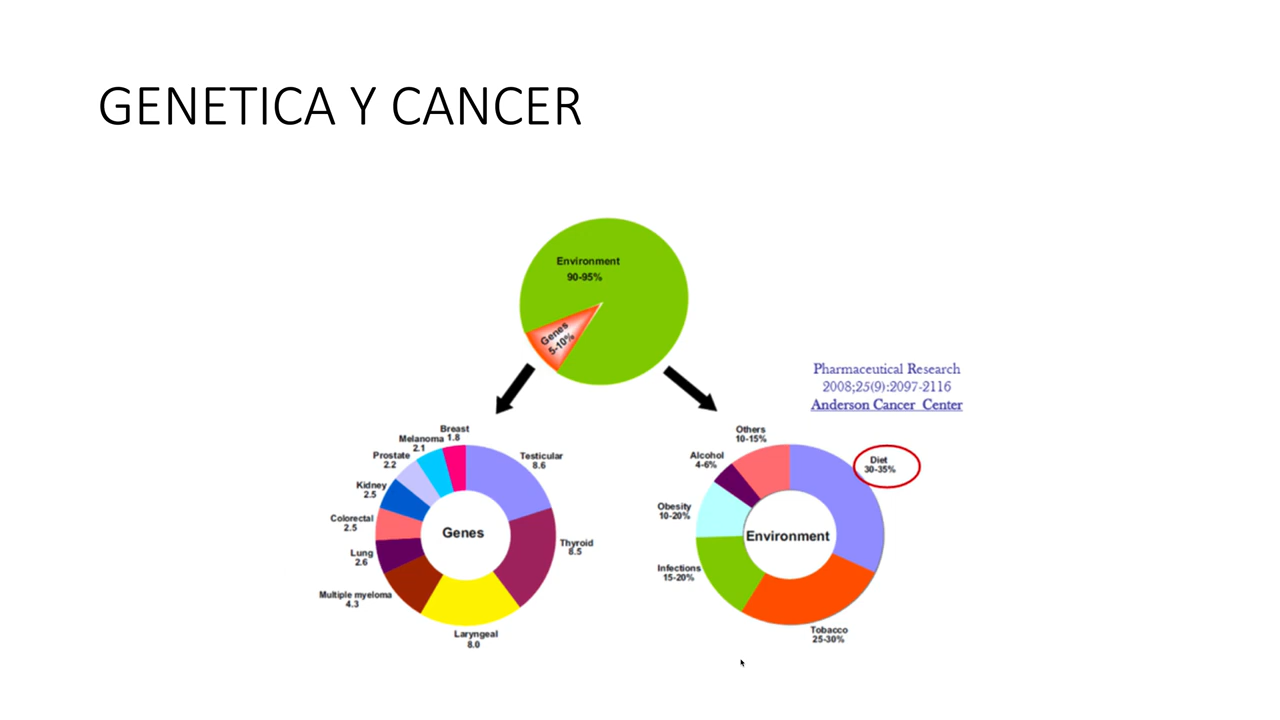 GENETICA Y CANCER
Environment
90-95%
Genes
5-10%
Pharmaceutical Research
2008;25(9):2097-2116
Anderson Cancer Center
Breast
1.8
Melanoma
2.1
Prostate
2.2
Kidney
2.5
Colorectal
2.5
Lung
2.6
Multiple myeloma
4.3
Laryngeal
8.0
Thyroid
8.5
Testicular
8.6
Genes
Others
10-15%
Alcohol
4-6%
Obesity
10-20%
Infections
15-20%
Tobacco
25-30%
Diet
30-35%
Environment